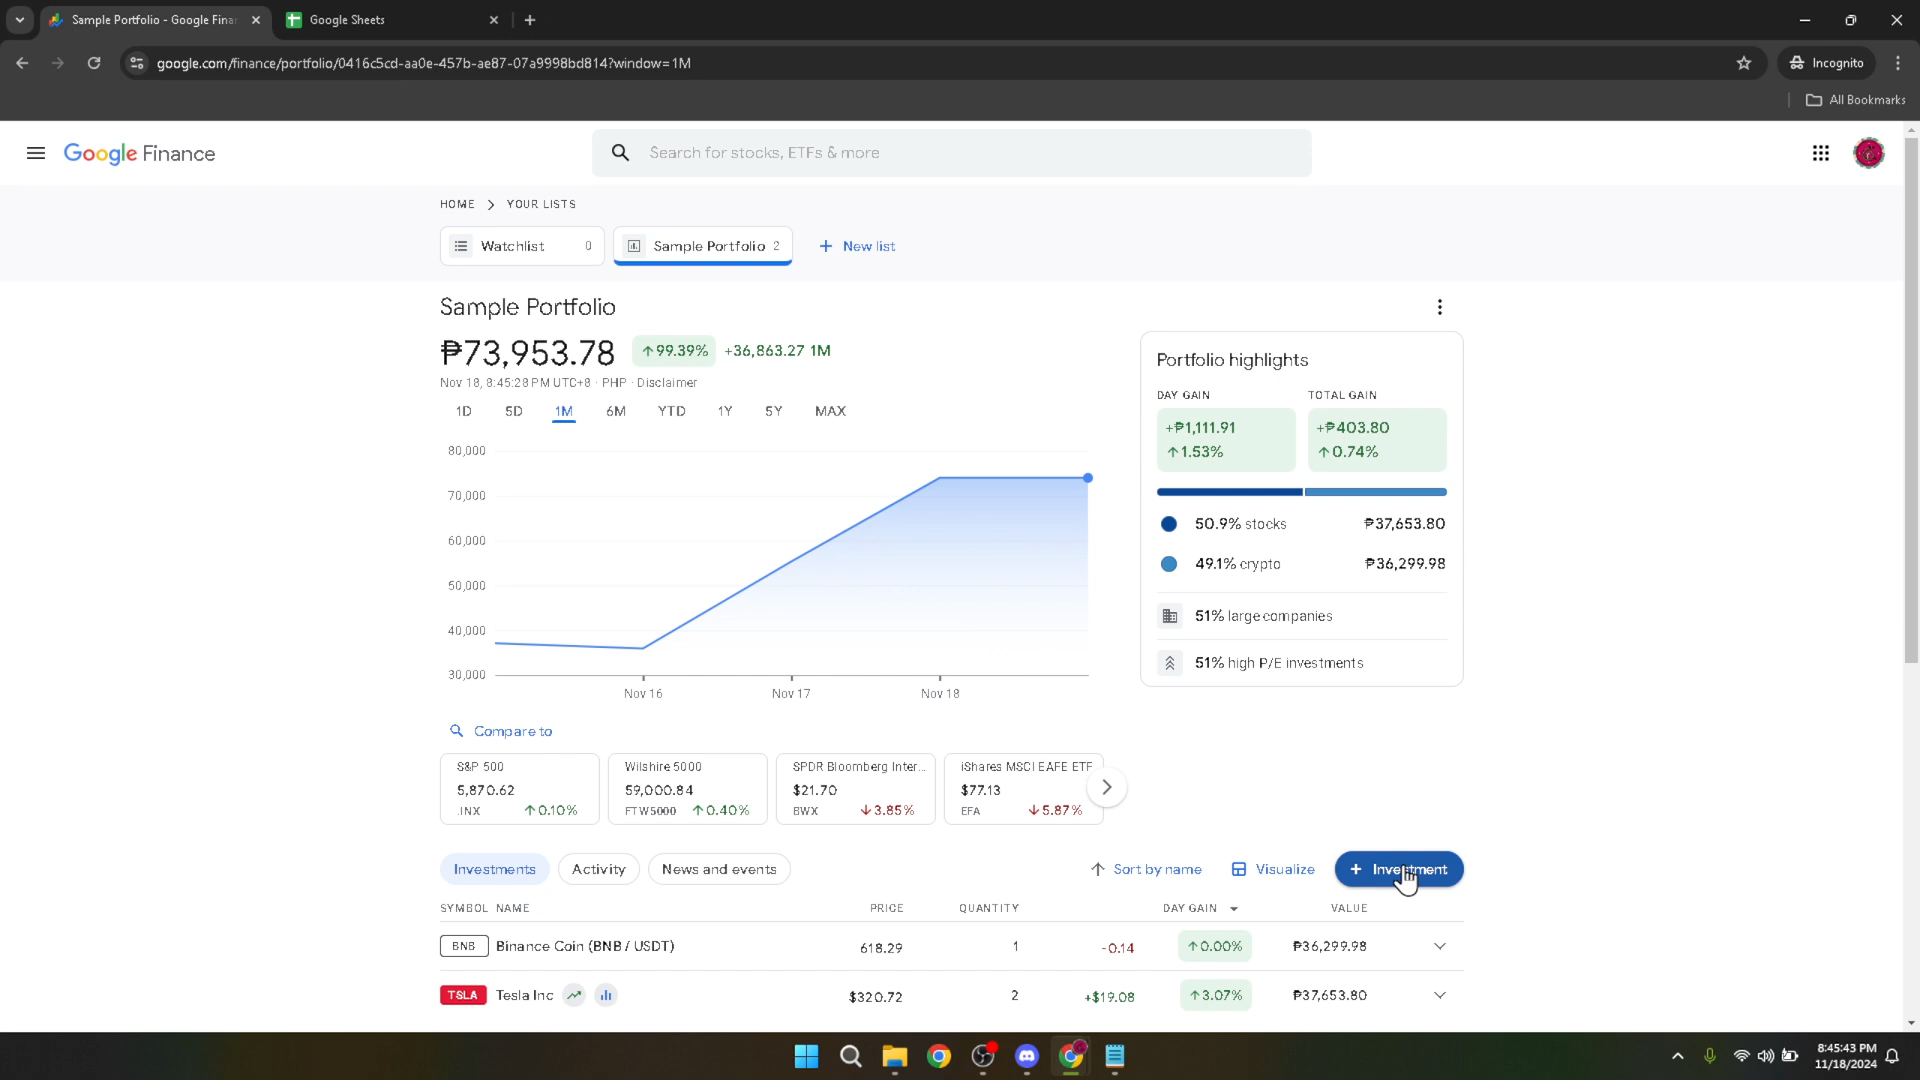 Sample Portfolio - Google Finar
Google Sheets
google.com/finance/portfolio/0416c5cd-aa0e-457b-ae87-07a9998bd814?window=1M
Incognito
All Bookmarks
Google Finance
Search for stocks, ETFs & more
HOME > YOUR LISTS
Watchlist 0
Sample Portfolio 2
+ New list
Sample Portfolio
₱73,953.78 ↑99.39% +36,863.27 1M
Nov 18, 8:45:28 PM UTC+8 · PHP · Disclaimer
1D 5D 1M 6M YTD 1Y 5Y MAX
80,000
70,000
60,000
50,000
40,000
30,000
Nov 16 Nov 17 Nov 18
Portfolio highlights
DAY GAIN TOTAL GAIN
+₱1,111.91 +₱403.80
↑1.53% ↑0.74%
50.9% stocks ₱37,653.80
49.1% crypto ₱36,299.98
51% large companies
51% high P/E investments
Compare to
S&P 500
5,870.62
.INX ↑0.10%
Wilshire 5000
59,000.84
FTW5000 ↑0.40%
SPDR Bloomberg Inter...
$21.70
BWX ↓3.85%
iShares MSCI EAFE ETF
$77.13
EFA ↓5.87%
Investments Activity News and events
Sort by name Visualize + Investment
SYMBOL NAME PRICE QUANTITY DAY GAIN VALUE
BNB Binance Coin (BNB / USDT) 618.29 1 -0.14 ↑0.00% ₱36,299.98
TSLA Tesla Inc $320.72 2 +$19.08 ↑3.07% ₱37,653.80
8:45:43 PM
11/18/2024